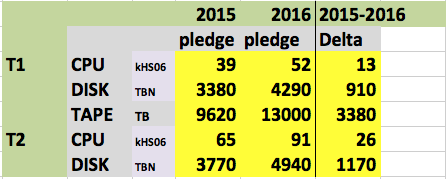 2015 2016 2015-2016
pledge pledge Delta
T1 CPU kHS06 39 52 13
DISK TBN 3380 4290 910
TAPE TB 9620 13000 3380
T2 CPU kHS06 65 91 26
DISK TBN 3770 4940 1170